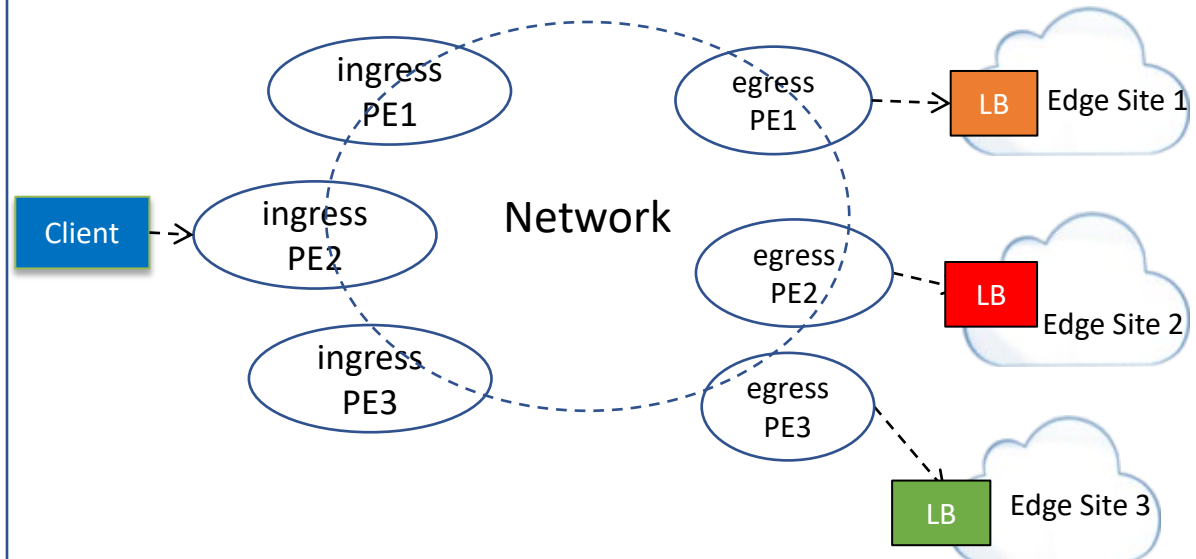 ingress
PE1
egress
PE1
LB
Edge Site 1
Client
ingress
PE2
Network
egress
PE2
LB
Edge Site 2
ingress
PE3
egress
PE3
LB
Edge Site 3